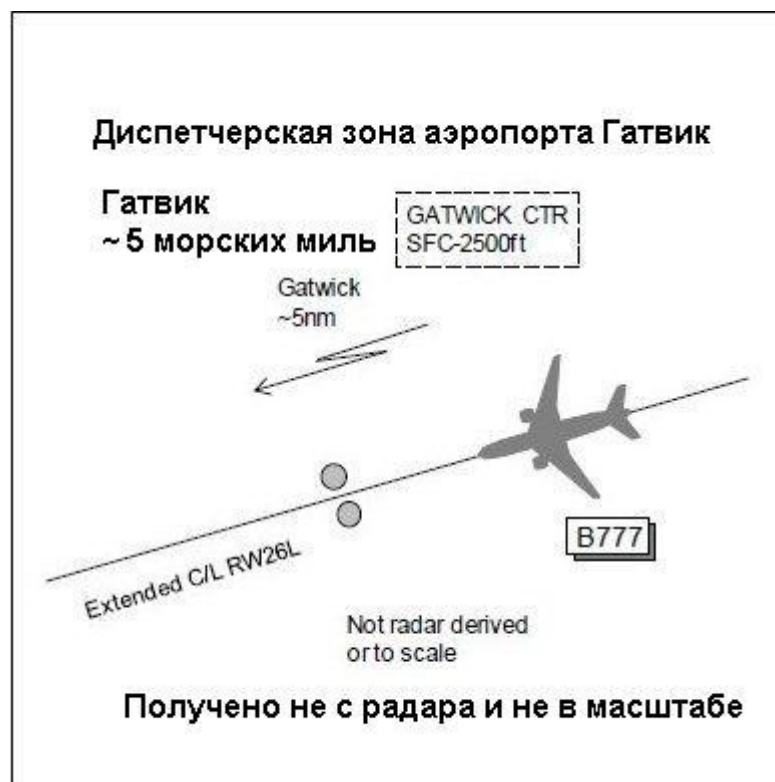 Диспетчерская зона аэропорта Гатвик
Гатвик
~ 5 морских миль
GATWICK CTR
SFC-2500ft
Gatwick
~5nm
B777
Extended C/L RW26L
Not radar derived
or to scale
Получено не с радара и не в масштабе